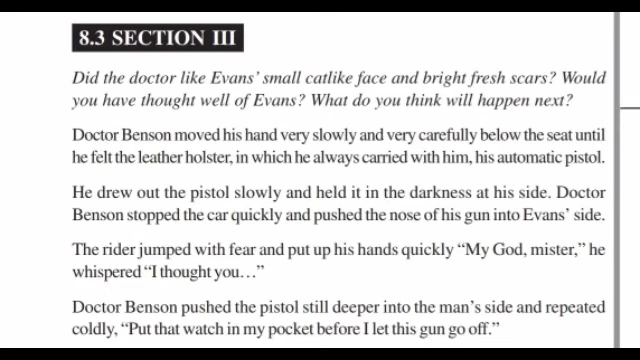 8.3 SECTION III
Did the doctor like Evans' small catlike face and bright fresh scars? Would
you have thought well of Evans? What do you think will happen next?
Doctor Benson moved his hand very slowly and very carefully below the seat until
he felt the leather holster, in which he always carried with him, his automatic pistol.
He drew out the pistol slowly and held it in the darkness at his side. Doctor
Benson stopped the car quickly and pushed the nose of his gun into Evans' side.
The rider jumped with fear and put up his hands quickly “My God, mister,” he
whispered “I thought you…”
Doctor Benson pushed the pistol still deeper into the man's side and repeated
coldly, “Put that watch in my pocket before I let this gun go off.”